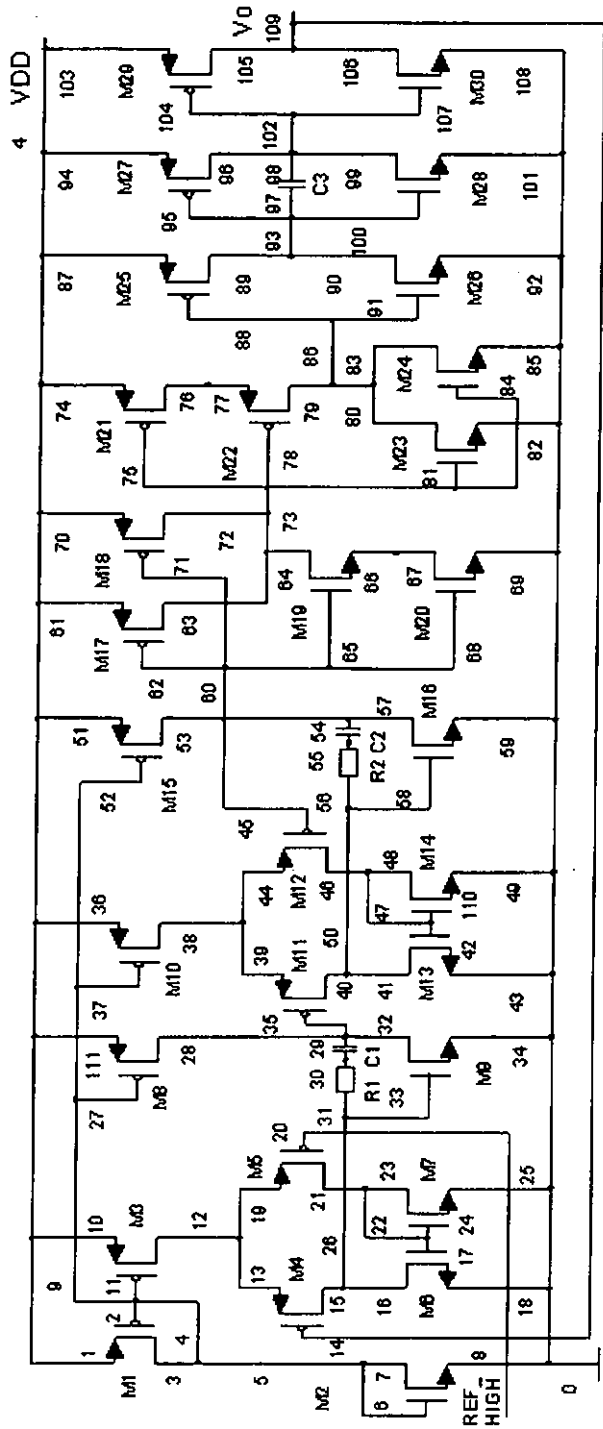 4 VDD
9
1 10 111 36 51 61 70 74 87 94 103
M1 2 11 M3 27 M8 37 M10 52 M15 62 M17 M18 75 M21 88 M25 95 M27 104 M29
3 4 12 28 38 53 63 71 72 76 89 96 105 VO
5 60 M22 77 109
13 19 M5 39 44 45 73 78 79 86 93 97 98 102
M4 20 35 M11 M12 64 C3
14 15 26 21 31 30 29 32 40 50 46 56 55 54 M19 65 66 80 83 90 100 99 106
R1 C1 R2 C2 57
M2 6 7 16 22 23 33 41 47 48 58 67 M23 81 M24 91 107
M6 17 24 M7 M9 M13 42 110 M14 M16 M20 68 84 M26 M28 M30
REF_HIGH 8 18 25 34 43 49 59 69 82 85 92 101 108
0